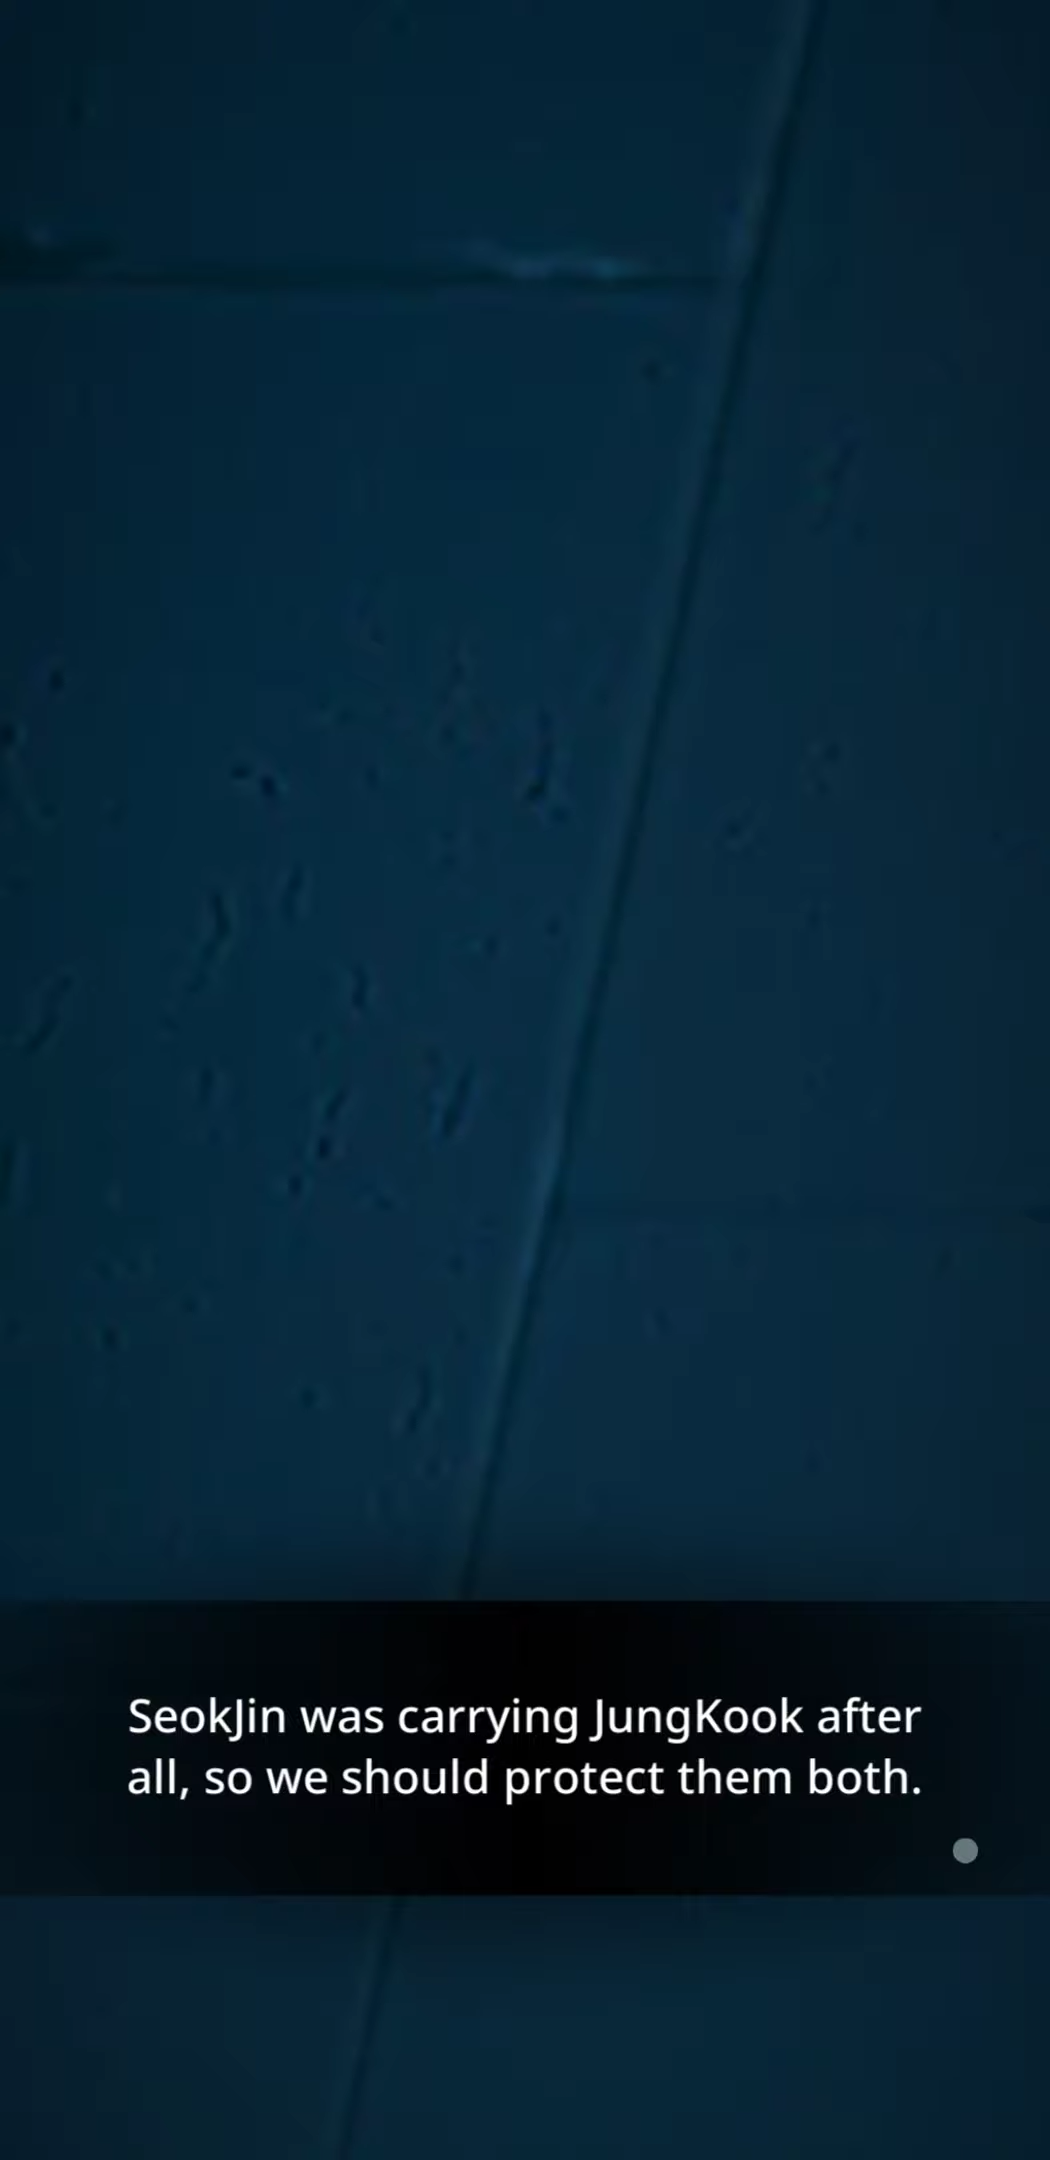 SeokJin was carrying JungKook after
all, so we should protect them both.